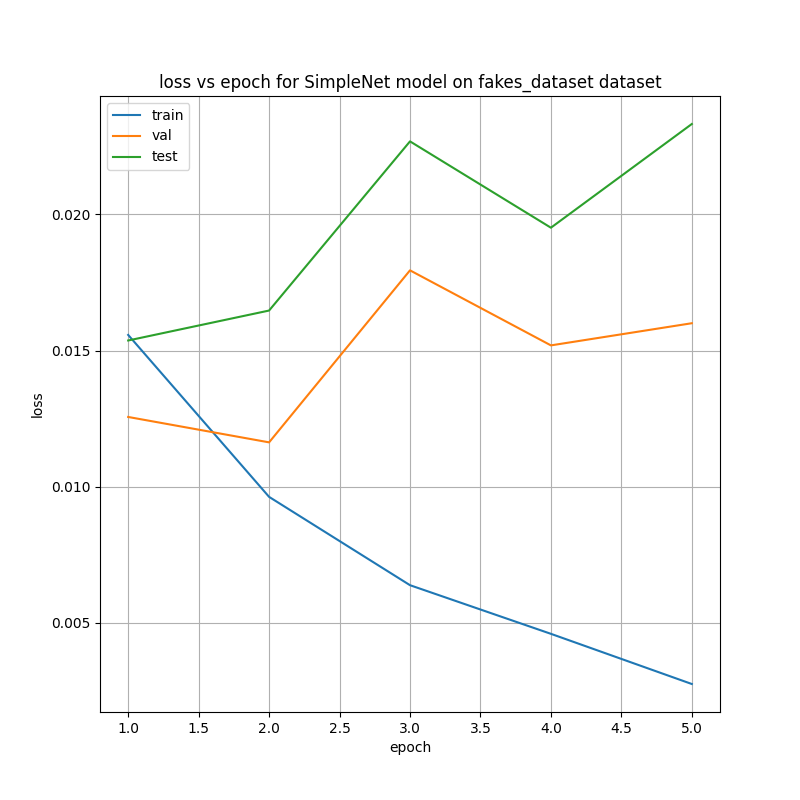 loss vs epoch for SimpleNet model on fakes_dataset dataset
train
val
test
0.020
0.015
0.010
0.005
loss
1.0 1.5 2.0 2.5 3.0 3.5 4.0 4.5 5.0
epoch